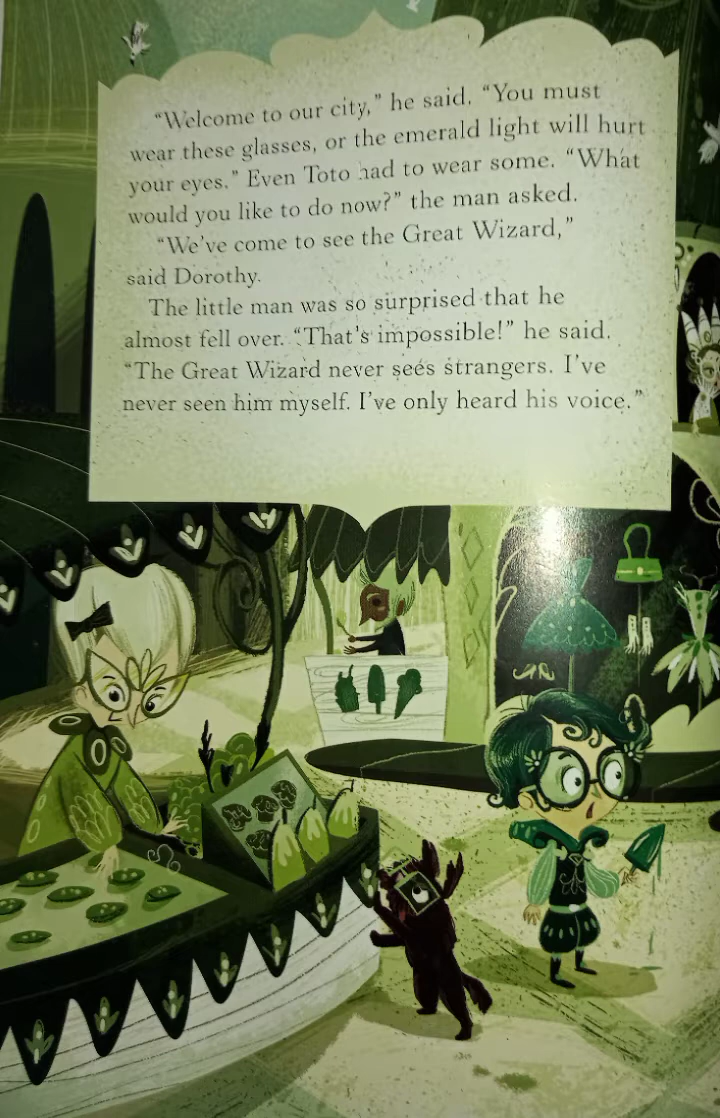 “Welcome to our city,” he said. “You must
wear these glasses, or the emerald light will hurt
your eyes.” Even Toto had to wear some. “What
would you like to do now?” the man asked.
“We’ve come to see the Great Wizard,”
said Dorothy.
The little man was so surprised that he
almost fell over. “That’s impossible!” he said.
“The Great Wizard never sees strangers. I’ve
never seen him myself. I’ve only heard his voice.”